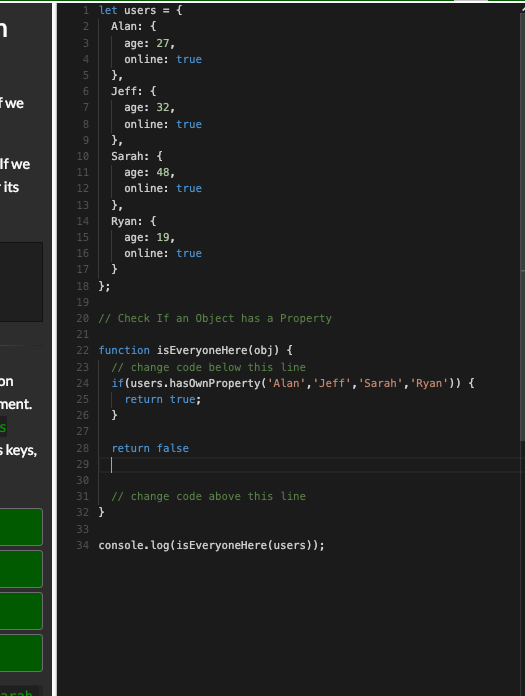 n
f we
If we
its
on
ment.
s
s keys,
arah
1 let users = {
2 Alan: {
3 age: 27,
4 online: true
5 },
6 Jeff: {
7 age: 32,
8 online: true
9 },
10 Sarah: {
11 age: 48,
12 online: true
13 },
14 Ryan: {
15 age: 19,
16 online: true
17 }
18 };
19
20 // Check If an Object has a Property
21
22 function isEveryoneHere(obj) {
23 // change code below this line
24 if(users.hasOwnProperty('Alan','Jeff','Sarah','Ryan')) {
25 return true;
26 }
27
28 return false
29
30
31 // change code above this line
32 }
33
34 console.log(isEveryoneHere(users));